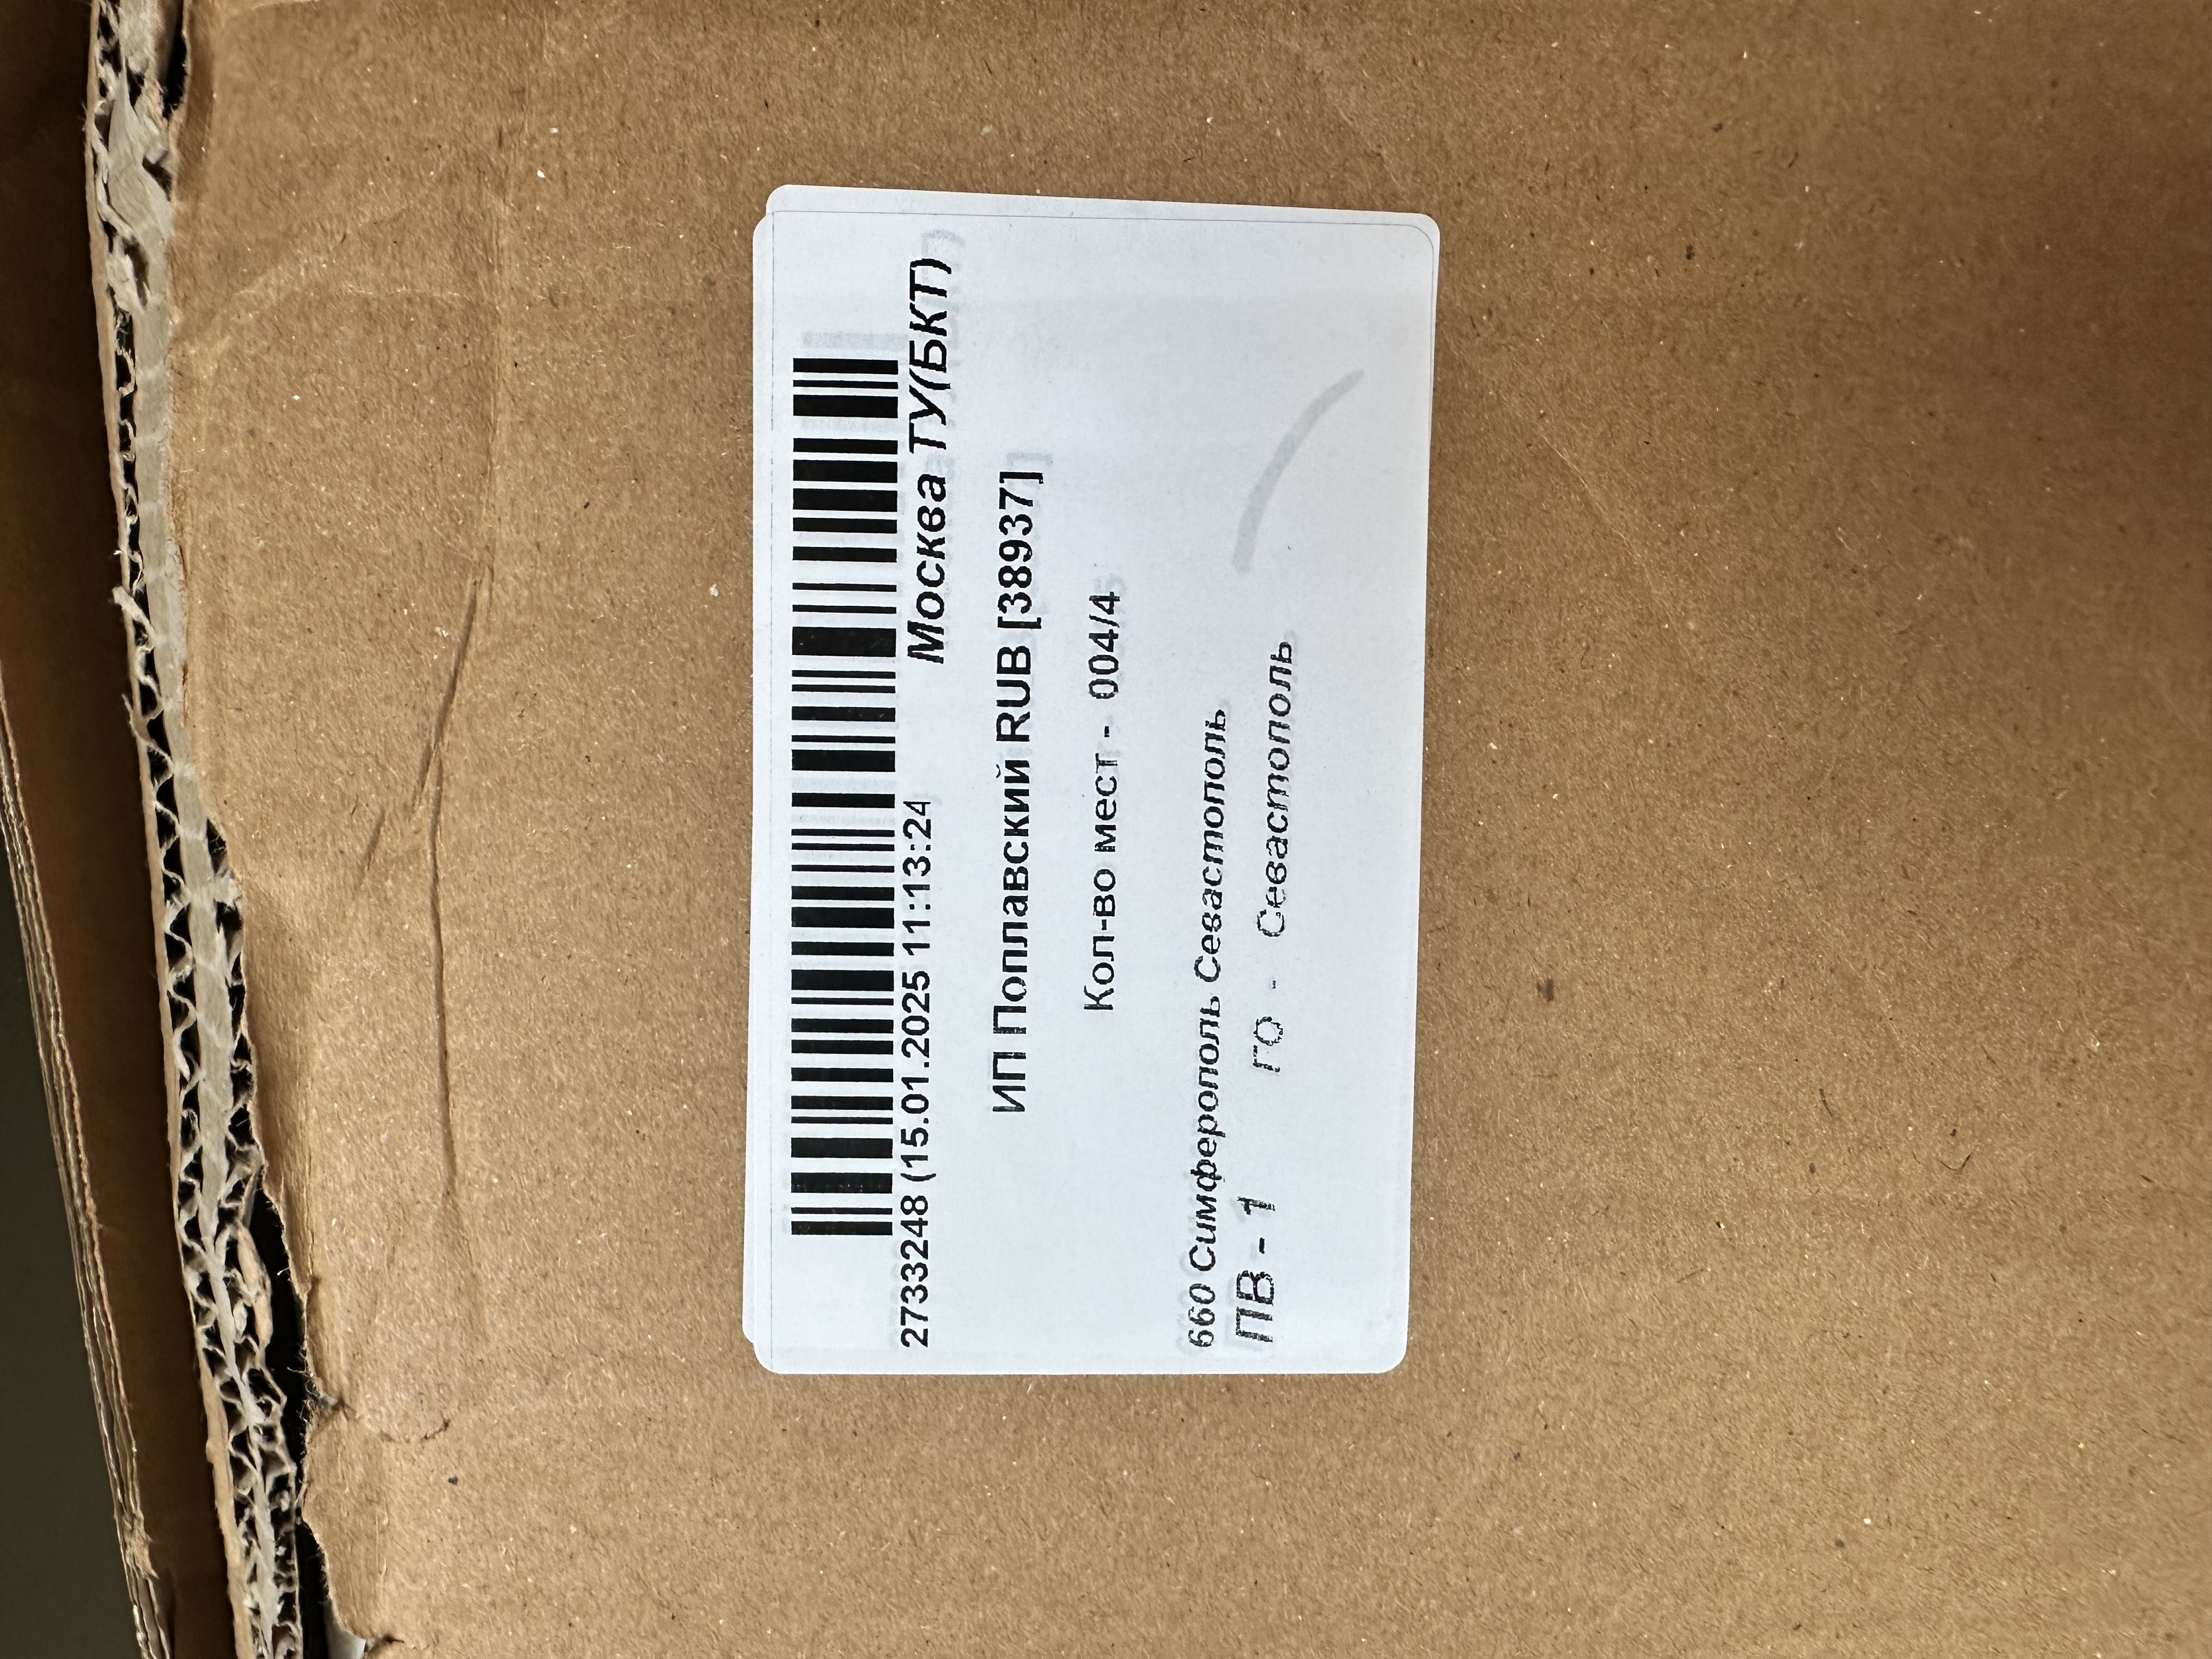 2733248 (15.01.2025 11:13:24
Москва ТУ(БКТ)
ИП Поплавский RUB [38937]
Кол-во мест - 004/4
660 Симферополь Севастополь
ПВ - 1 ГО - Севастополь